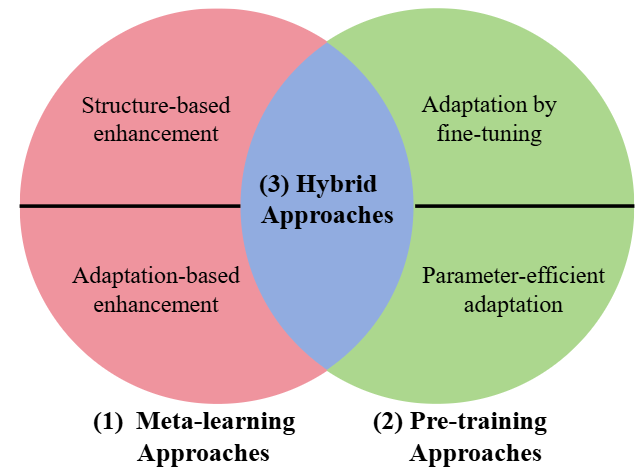 Structure-based
enhancement
Adaptation by
fine-tuning
(3) Hybrid
Approaches
Adaptation-based
enhancement
Parameter-efficient
adaptation
(1) Meta-learning
Approaches
(2) Pre-training
Approaches